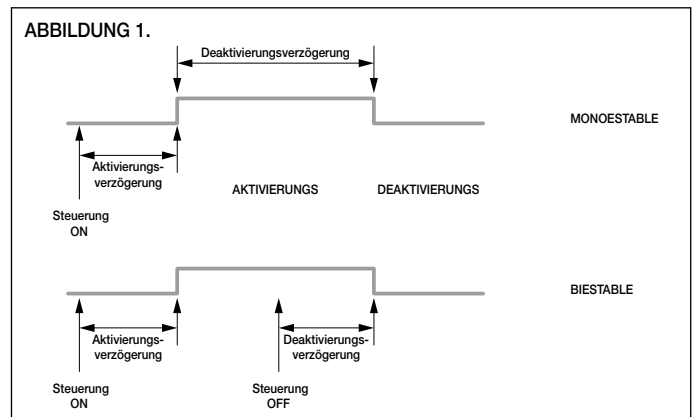 ABBILDUNG 1.
Deaktivierungsverzögerung
MONOESTABLE
Aktivierungs-
verzögerung
AKTIVIERUNGS
DEAKTIVIERUNGS
Steuerung
ON
BIESTABLE
Aktivierungs-
verzögerung
Deaktivierungs-
verzögerung
Steuerung
ON
Steuerung
OFF